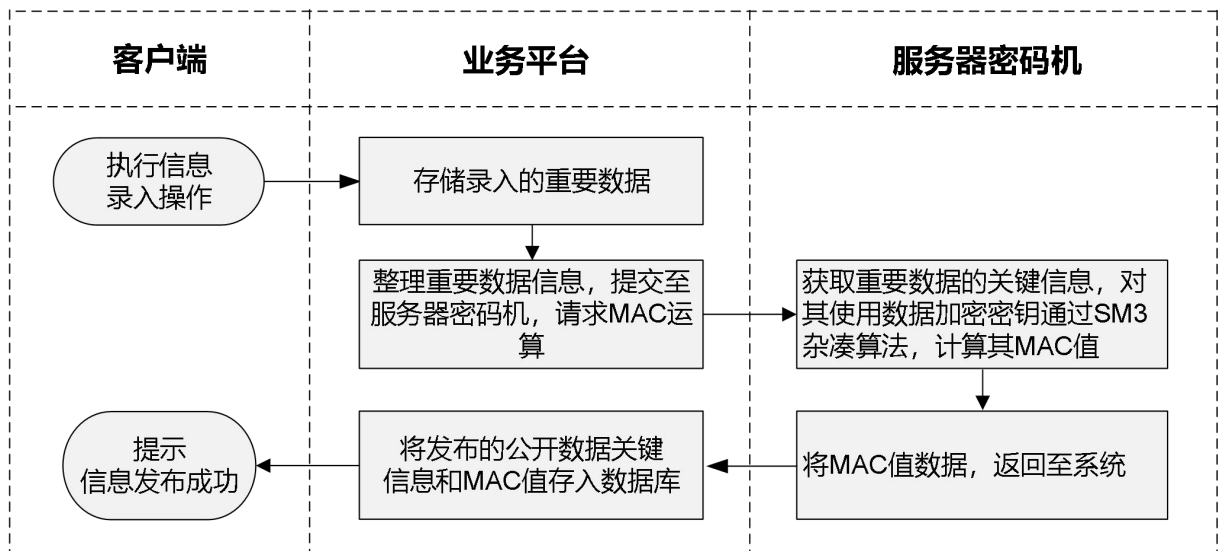 客户端
业务平台
服务器密码机
执行信息
录入操作
存储录入的重要数据
整理重要数据信息，提交至
服务器密码机，请求MAC运
算
获取重要数据的关键信息，对
其使用数据加密密钥通过SM3
杂凑算法，计算其MAC值
提示
信息发布成功
将发布的公开数据关键
信息和MAC值存入数据库
将MAC值数据，返回至系统